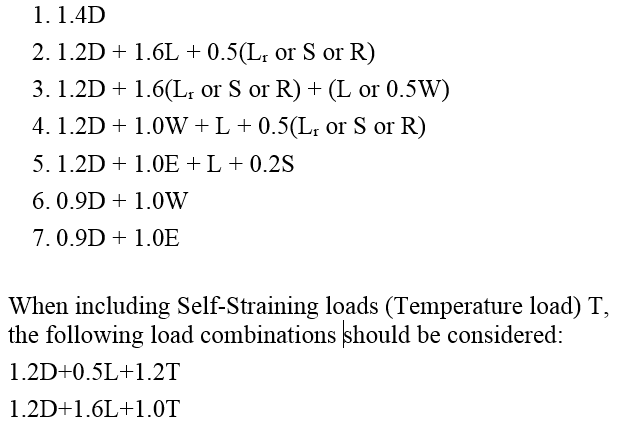 1. 1.4D
2. 1.2D + 1.6L + 0.5(Lr or S or R)
3. 1.2D + 1.6(Lr or S or R) + (L or 0.5W)
4. 1.2D + 1.0W + L + 0.5(Lr or S or R)
5. 1.2D + 1.0E + L + 0.2S
6. 0.9D + 1.0W
7. 0.9D + 1.0E
When including Self-Straining loads (Temperature load) T,
the following load combinations should be considered:
1.2D+0.5L+1.2T
1.2D+1.6L+1.0T